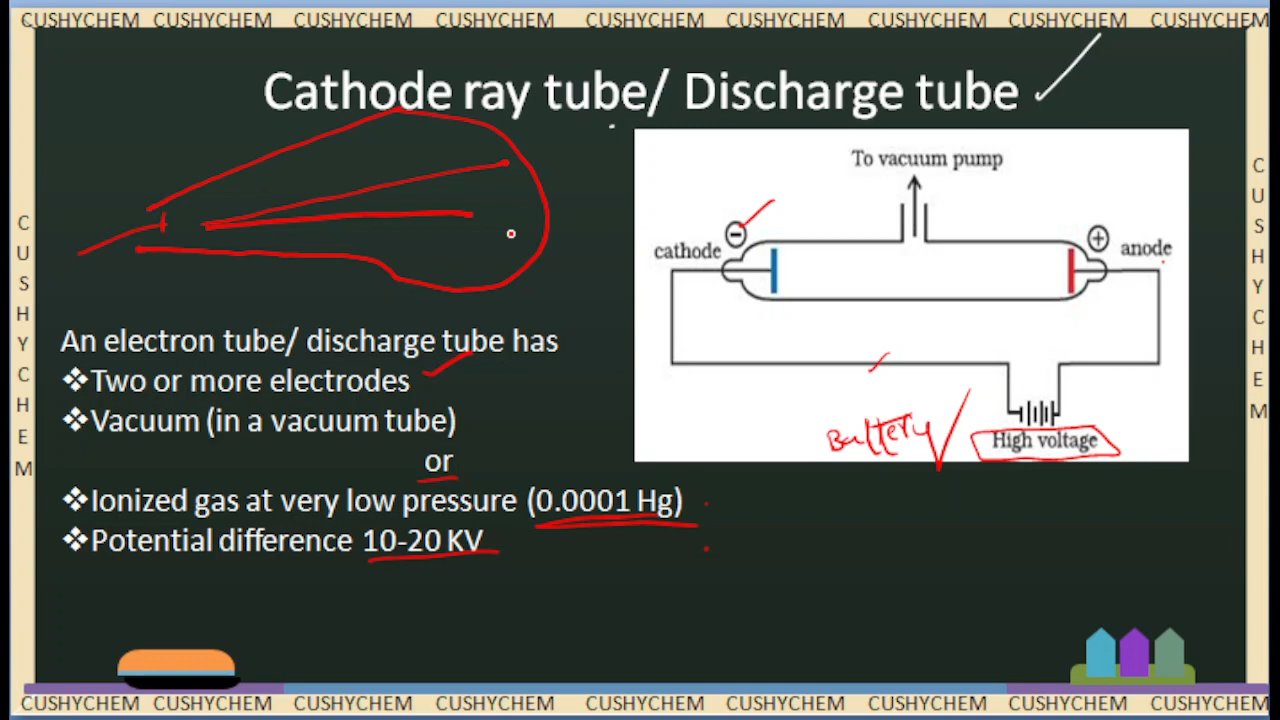 CUSHYCHEM CUSHYCHEM CUSHYCHEM CUSHYCHEM CUSHYCHEM CUSHYCHEM CUSHYCHEM CUSHYCHEM CUSHYCHEM
Cathode ray tube/ Discharge tube
To vacuum pump
−
+
cathode
anode
Battery
High voltage
An electron tube/ discharge tube has
❖Two or more electrodes
❖Vacuum (in a vacuum tube)
or
❖Ionized gas at very low pressure (0.0001 Hg)
❖Potential difference 10-20 KV
C
U
S
H
Y
C
H
E
M
C
U
S
H
Y
C
H
E
M
CUSHYCHEM CUSHYCHEM CUSHYCHEM CUSHYCHEM CUSHYCHEM CUSHYCHEM CUSHYCHEM CUSHYCHEM CUSHYCHEM